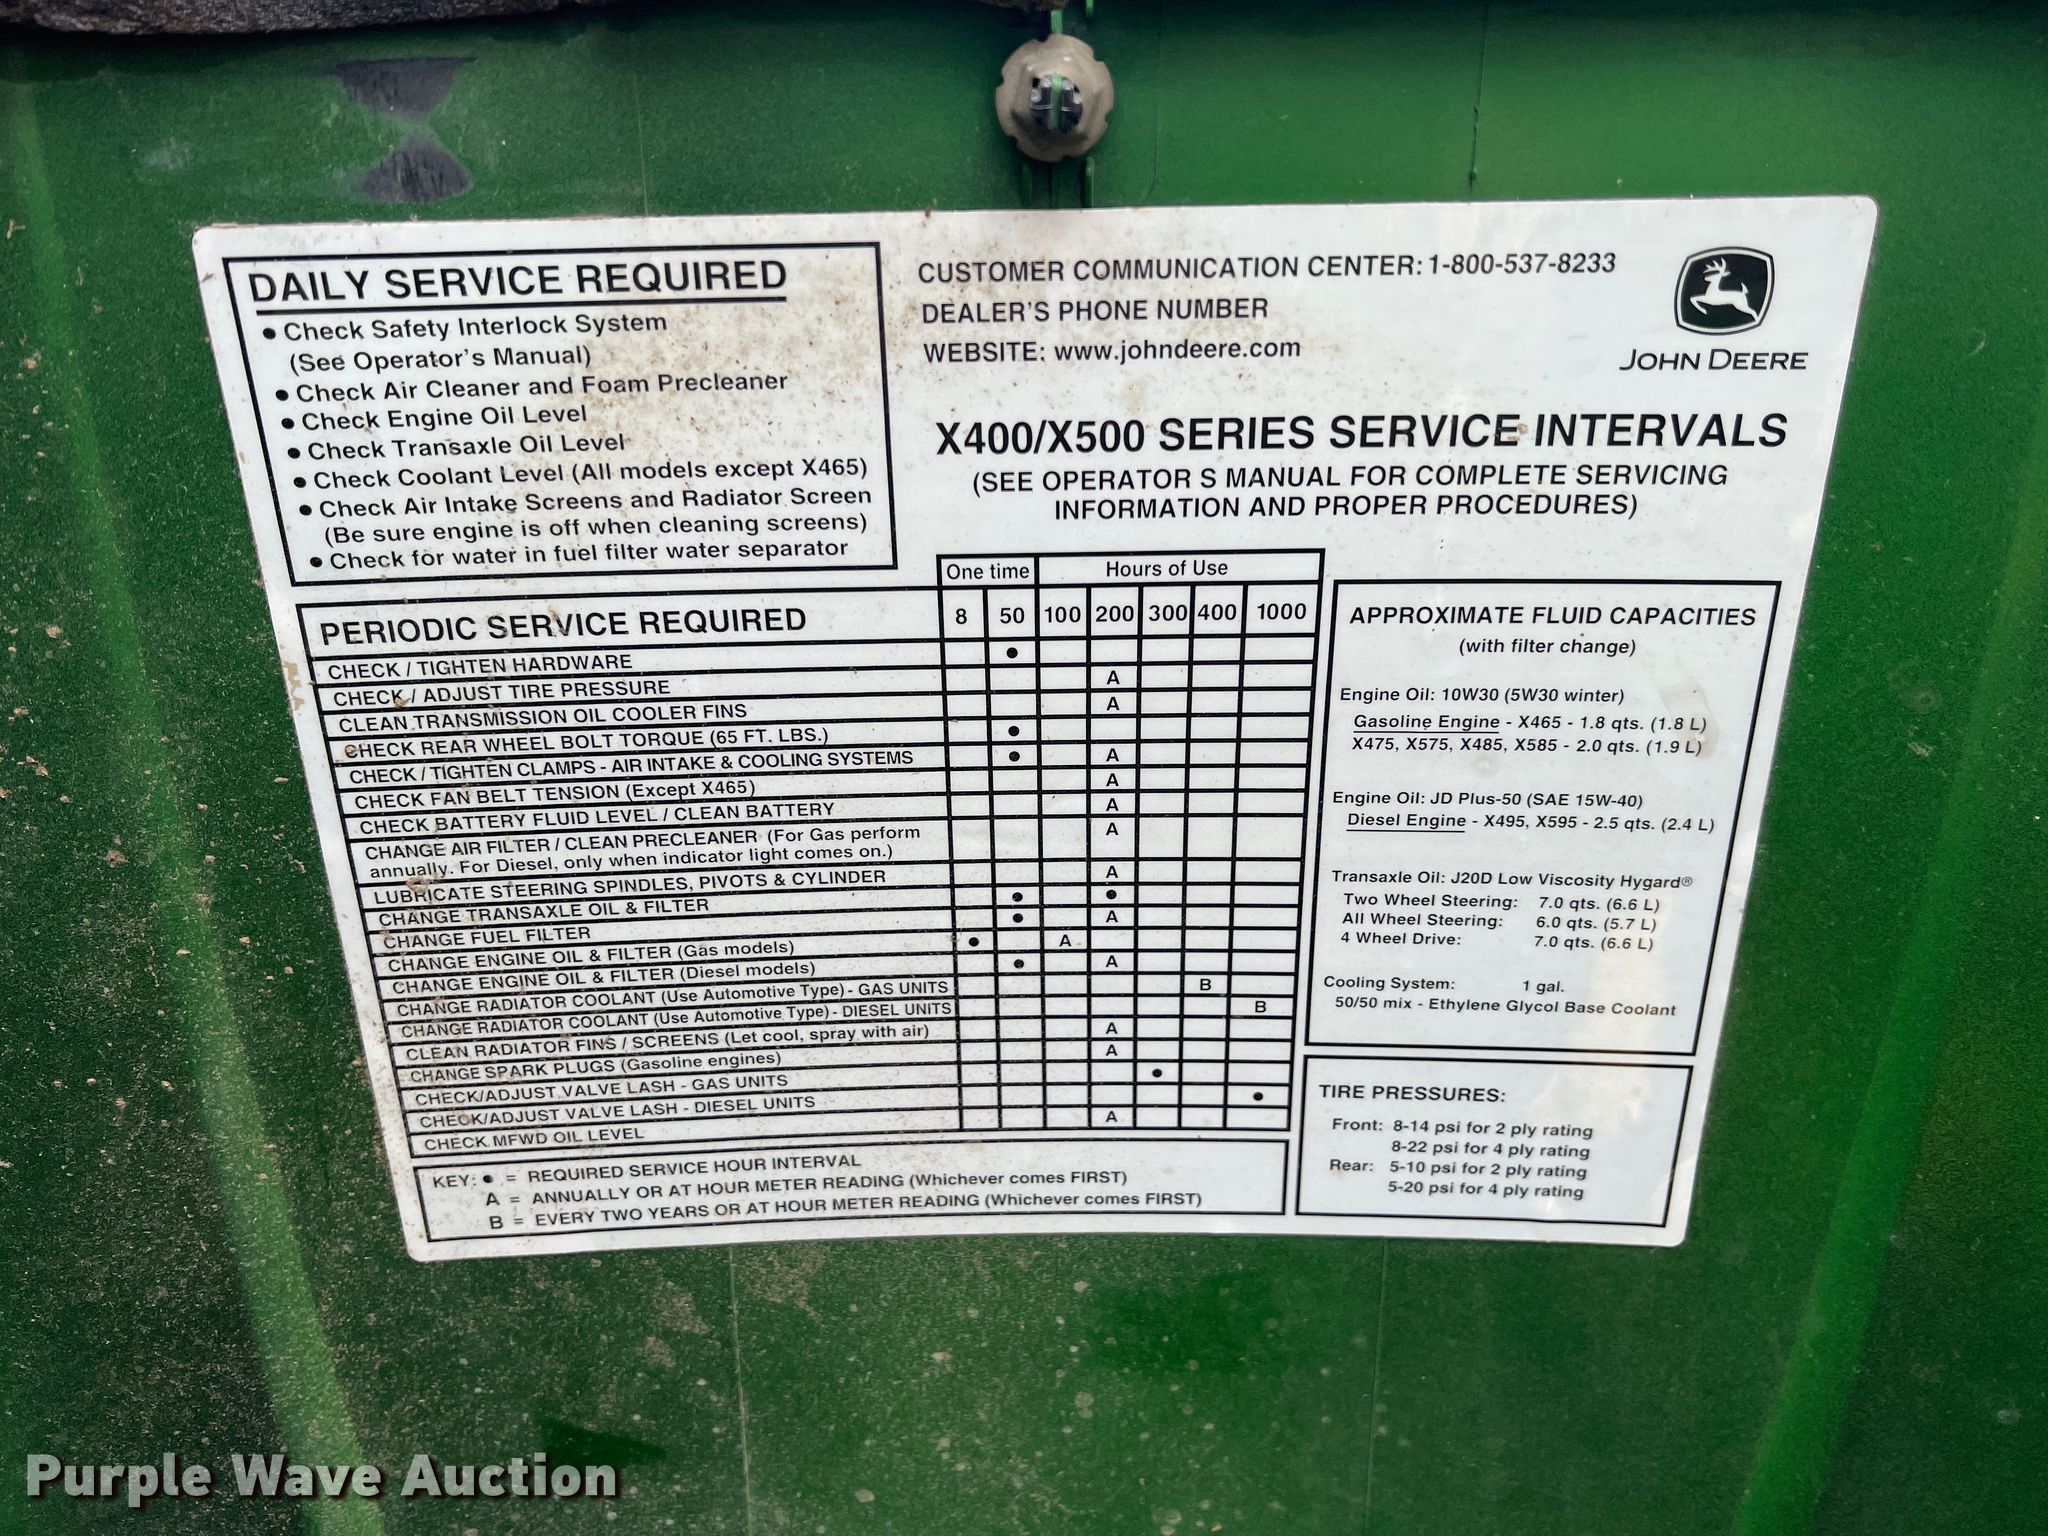 DAILY SERVICE REQUIRED
• Check Safety Interlock System
(See Operator's Manual)
• Check Air Cleaner and Foam Precleaner
• Check Engine Oil Level
• Check Transaxle Oil Level
• Check Coolant Level (All models except X465)
• Check Air Intake Screens and Radiator Screen
(Be sure engine is off when cleaning screens)
• Check for water in fuel filter water separator
CUSTOMER COMMUNICATION CENTER: 1-800-537-8233
DEALER'S PHONE NUMBER
WEBSITE: www.johndeere.com
JOHN DEERE
X400/X500 SERIES SERVICE INTERVALS
(SEE OPERATOR S MANUAL FOR COMPLETE SERVICING
INFORMATION AND PROPER PROCEDURES)
One time Hours of Use
PERIODIC SERVICE REQUIRED 8 50 100 200 300 400 1000
CHECK / TIGHTEN HARDWARE •
CHECK / ADJUST TIRE PRESSURE A
CLEAN TRANSMISSION OIL COOLER FINS A
CHECK REAR WHEEL BOLT TORQUE (65 FT. LBS.) •
CHECK / TIGHTEN CLAMPS - AIR INTAKE & COOLING SYSTEMS • A
CHECK FAN BELT TENSION (Except X465) A
CHECK BATTERY FLUID LEVEL / CLEAN BATTERY A
CHANGE AIR FILTER / CLEAN PRECLEANER (For Gas perform A
annually. For Diesel, only when indicator light comes on.)
LUBRICATE STEERING SPINDLES, PIVOTS & CYLINDER A
CHANGE TRANSAXLE OIL & FILTER • •
CHANGE FUEL FILTER • A
CHANGE ENGINE OIL & FILTER (Gas models) • A
CHANGE ENGINE OIL & FILTER (Diesel models) • A
CHANGE RADIATOR COOLANT (Use Automotive Type) - GAS UNITS B
CHANGE RADIATOR COOLANT (Use Automotive Type) - DIESEL UNITS B
CLEAN RADIATOR FINS / SCREENS (Let cool, spray with air) A
CHANGE SPARK PLUGS (Gasoline engines) A
CHECK/ADJUST VALVE LASH - GAS UNITS •
CHECK/ADJUST VALVE LASH - DIESEL UNITS •
CHECK MFWD OIL LEVEL A
KEY: • = REQUIRED SERVICE HOUR INTERVAL
A = ANNUALLY OR AT HOUR METER READING (Whichever comes FIRST)
B = EVERY TWO YEARS OR AT HOUR METER READING (Whichever comes FIRST)
APPROXIMATE FLUID CAPACITIES
(with filter change)
Engine Oil: 10W30 (5W30 winter)
Gasoline Engine - X465 - 1.8 qts. (1.8 L)
X475, X575, X485, X585 - 2.0 qts. (1.9 L)
Engine Oil: JD Plus-50 (SAE 15W-40)
Diesel Engine - X495, X595 - 2.5 qts. (2.4 L)
Transaxle Oil: J20D Low Viscosity Hygard®
Two Wheel Steering: 7.0 qts. (6.6 L)
All Wheel Steering: 6.0 qts. (5.7 L)
4 Wheel Drive: 7.0 qts. (6.6 L)
Cooling System: 1 gal.
50/50 mix - Ethylene Glycol Base Coolant
TIRE PRESSURES:
Front: 8-14 psi for 2 ply rating
8-22 psi for 4 ply rating
Rear: 5-10 psi for 2 ply rating
5-20 psi for 4 ply rating
Purple Wave Auction